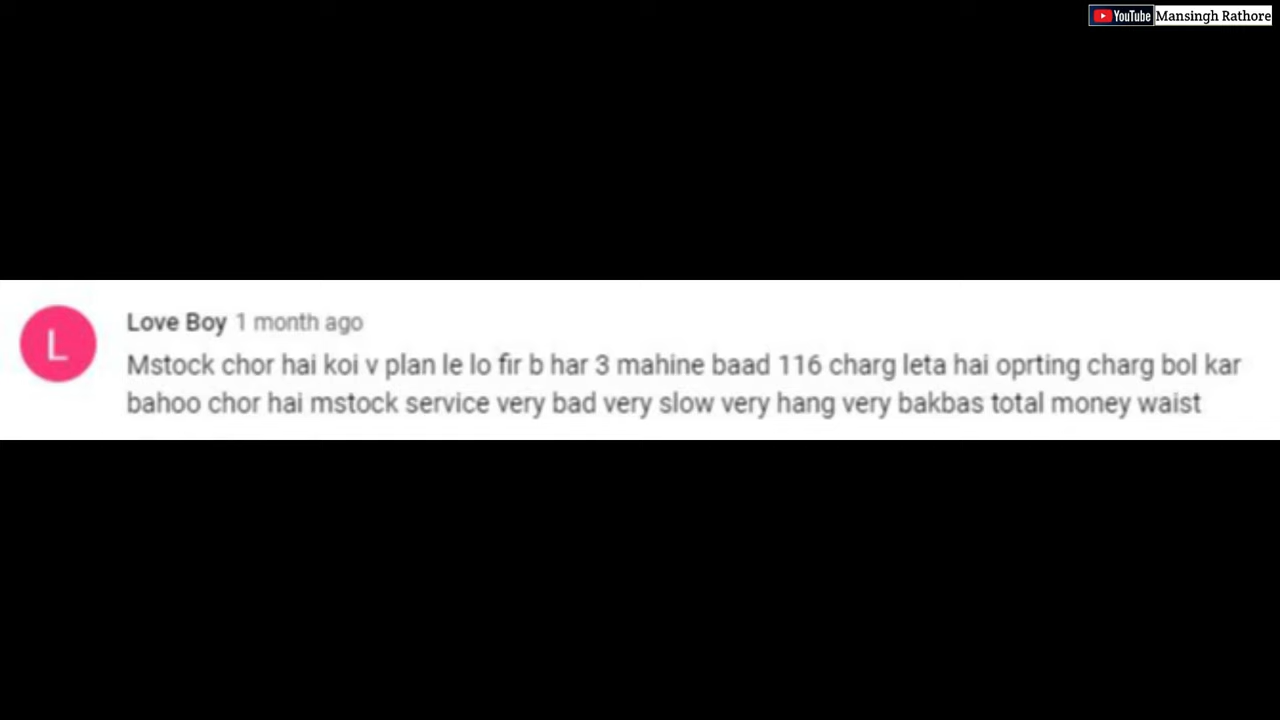 YouTube Mansingh Rathore
L
Love Boy 1 month ago
Mstock chor hai koi v plan le lo fir b har 3 mahine baad 116 charg leta hai oprting charg bol kar
bahoo chor hai mstock service very bad very slow very hang very bakbas total money waist